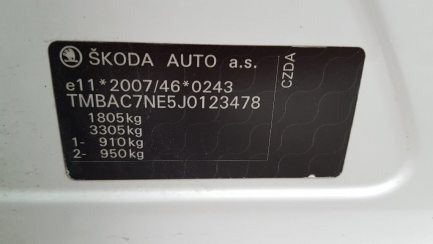 ŠKODA AUTO a.s.
e11*2007/46*0243
TMBAC7NE5J0123478
1805kg
3305kg
1- 910kg
2- 950kg
CZDA